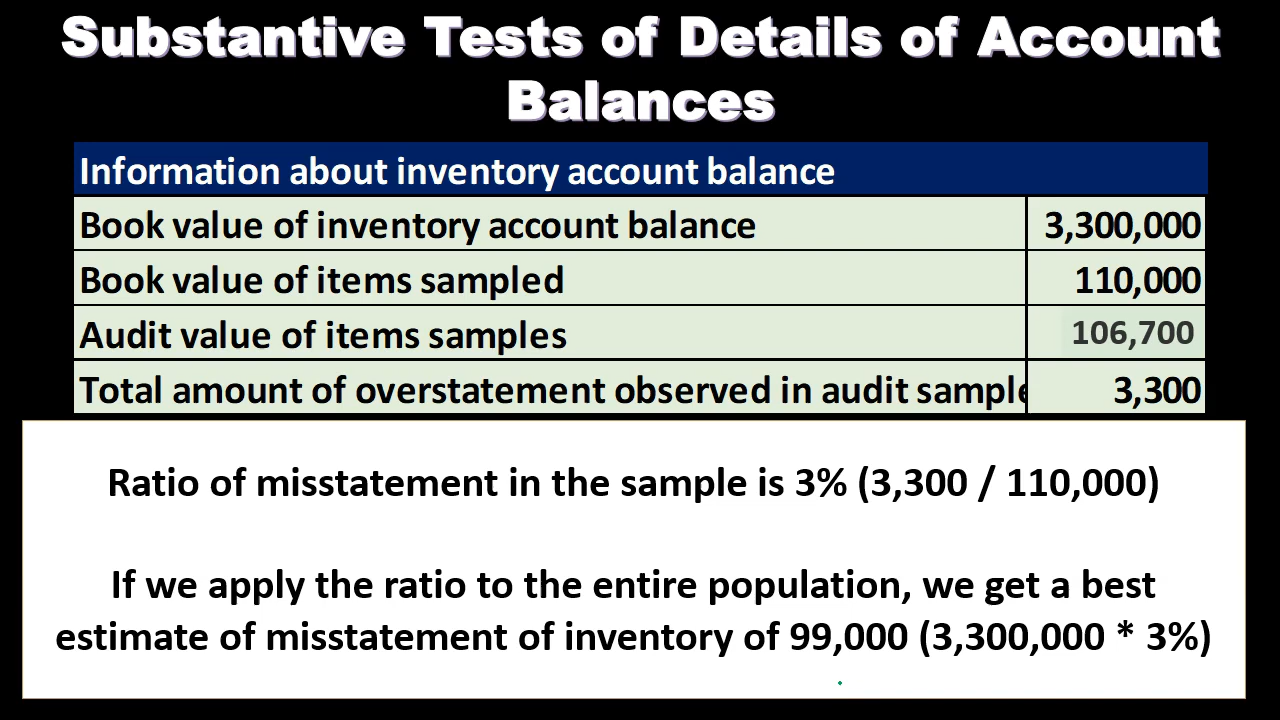 Substantive Tests of Details of Account
Balances
Information about inventory account balance
Book value of inventory account balance 3,300,000
Book value of items sampled 110,000
Audit value of items samples 106,700
Total amount of overstatement observed in audit sample 3,300
Ratio of misstatement in the sample is 3% (3,300 / 110,000)
If we apply the ratio to the entire population, we get a best
estimate of misstatement of inventory of 99,000 (3,300,000 * 3%)